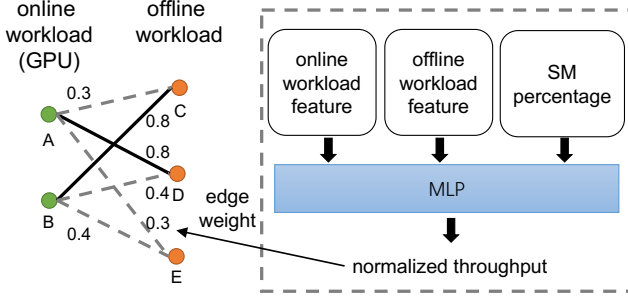 online
workload
(GPU)
offline
workload
0.3
A
C
0.8
0.8
D
B
0.4
0.4
0.3
E
edge
weight
online
workload
feature
offline
workload
feature
SM
percentage
MLP
normalized throughput